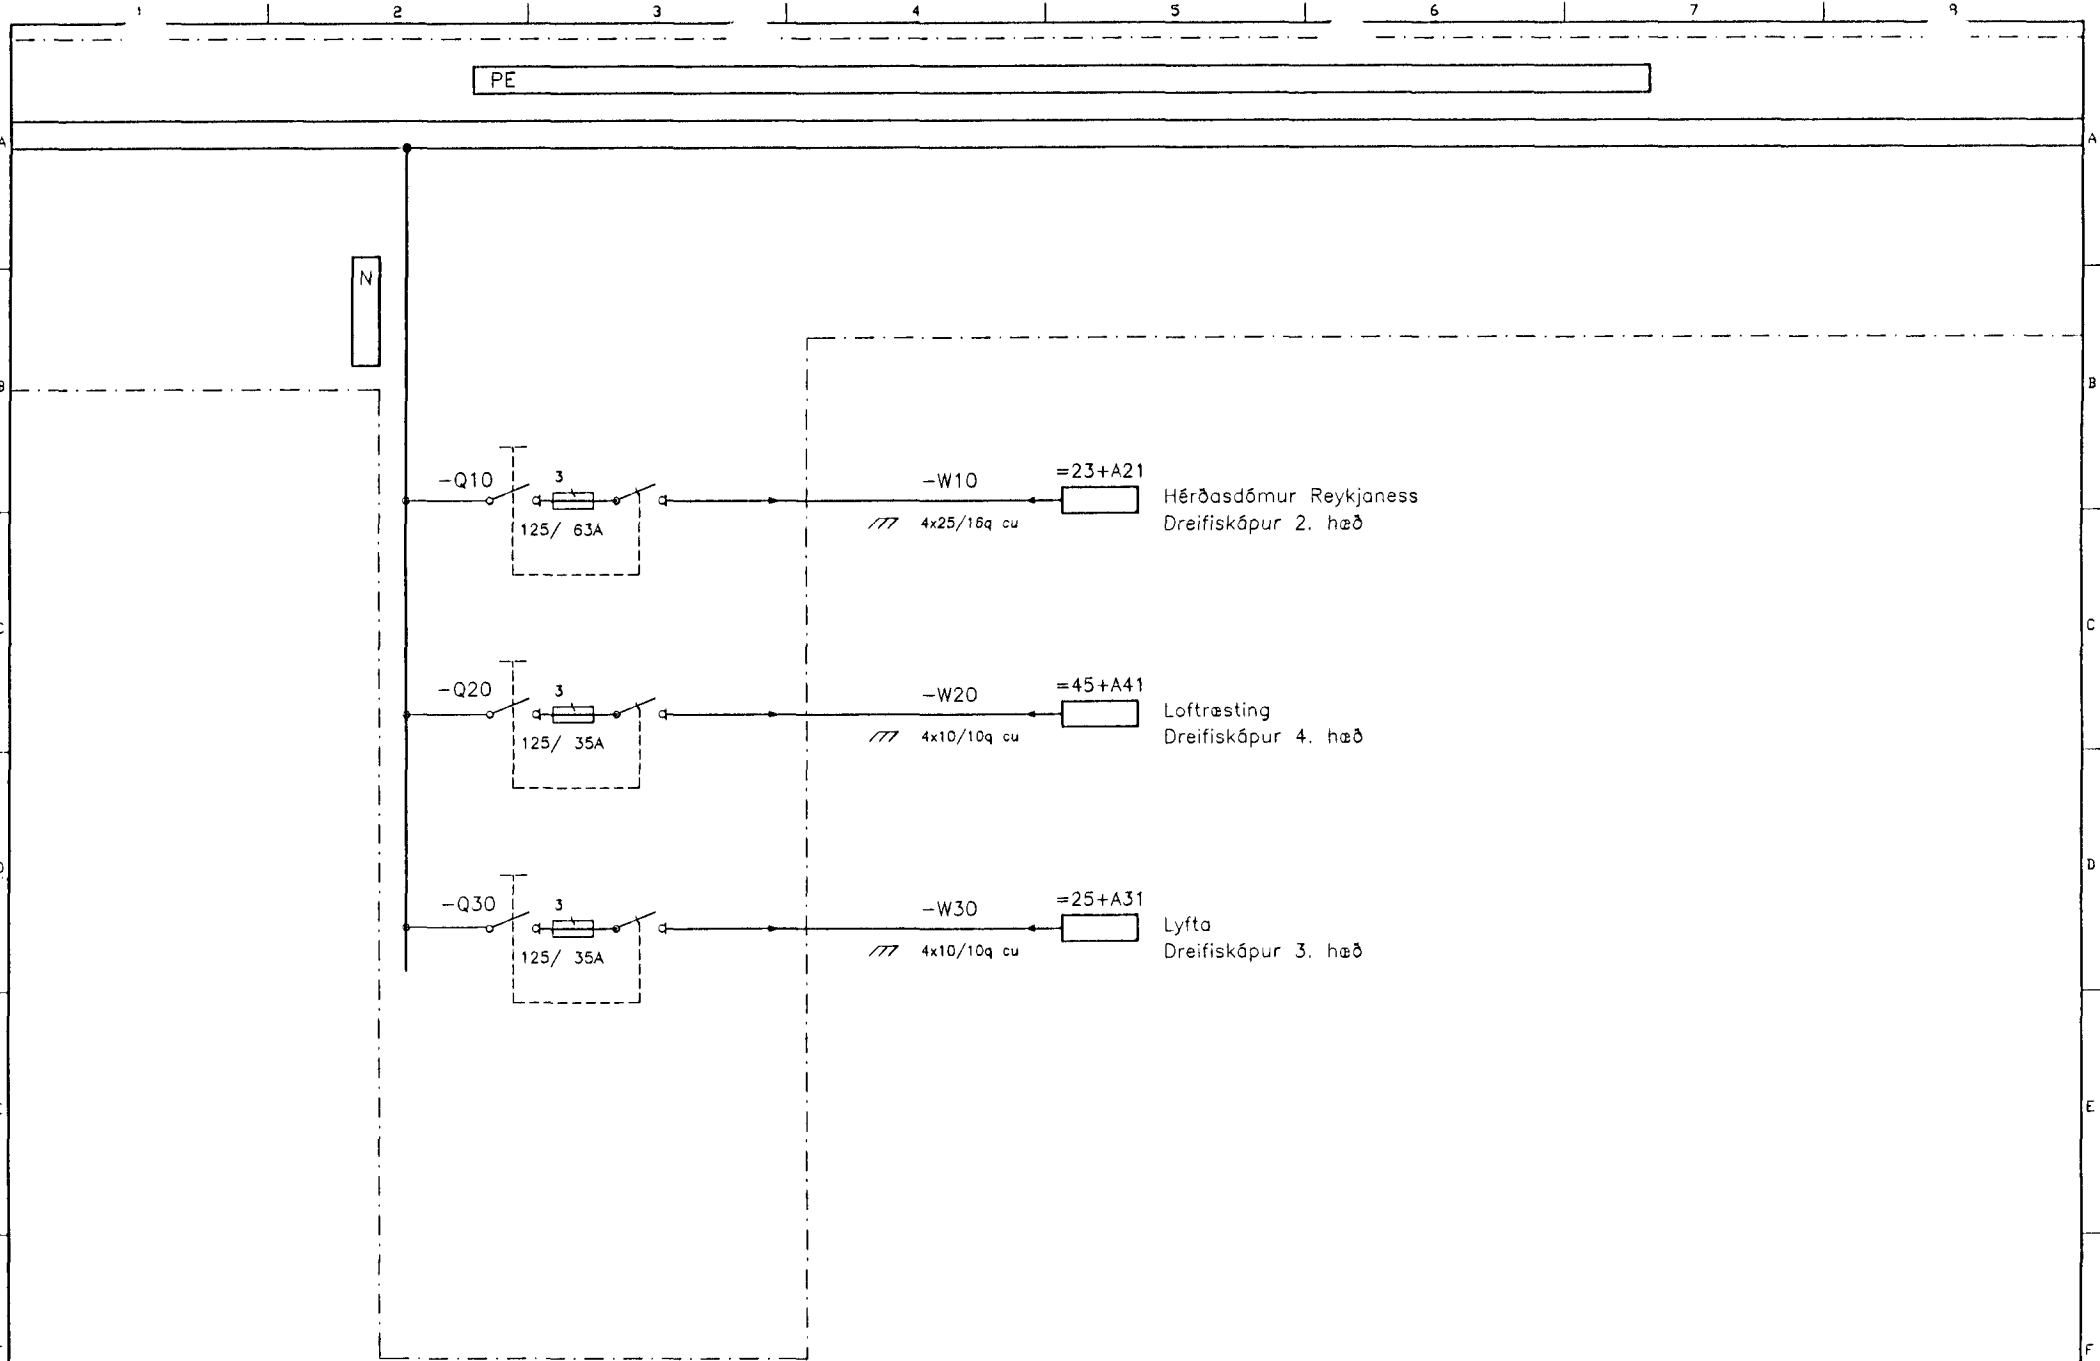 1 2 3 4 5 6 7
PE
A A
N
B B
-Q10 3 -W10 =23+A21
125/ 63A 4x25/16q cu
Hérðasdómur Reykjaness
Dreifiskápur 2. hæð
C C
-Q20 3 -W20 =45+A41
125/ 35A 4x10/10q cu
Loftræsting
Dreifiskápur 4. hæð
D
-Q30 3 -W30 =25+A31
125/ 35A 4x10/10q cu
Lyfta
Dreifiskápur 3. hæð
E
F